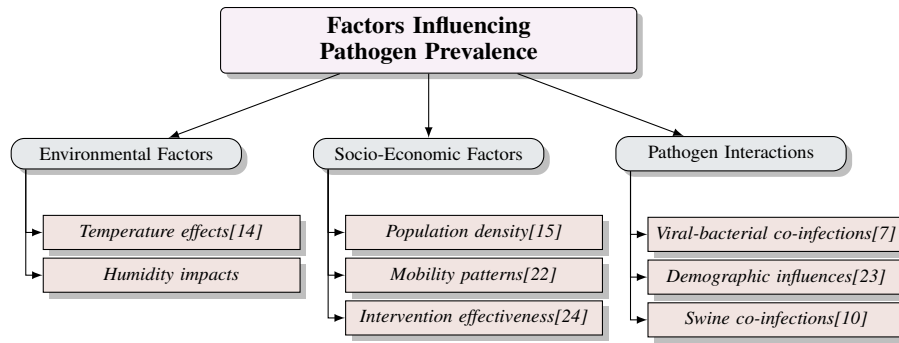 Factors Influencing
Pathogen Prevalence
Environmental Factors
Temperature effects[14]
Humidity impacts
Socio-Economic Factors
Population density[15]
Mobility patterns[22]
Intervention effectiveness[24]
Pathogen Interactions
Viral-bacterial co-infections[7]
Demographic influences[23]
Swine co-infections[10]